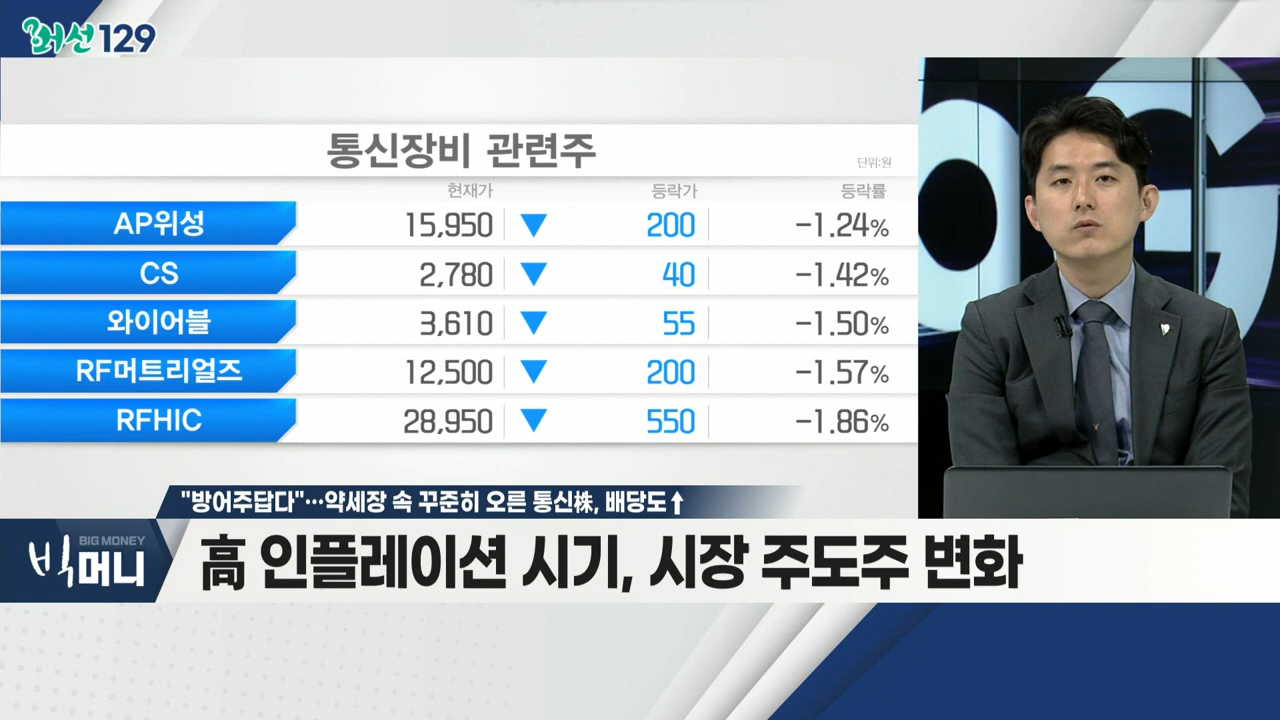 머선129
통신장비 관련주
단위:원
현재가 등락가 등락률
AP위성 15,950 ▼ 200 -1.24%
CS 2,780 ▼ 40 -1.42%
와이어블 3,610 ▼ 55 -1.50%
RF머트리얼즈 12,500 ▼ 200 -1.57%
RFHIC 28,950 ▼ 550 -1.86%
"방어주답다"…약세장 속 꾸준히 오른 통신株, 배당도↑
BIG MONEY
빅머니
高 인플레이션 시기, 시장 주도주 변화